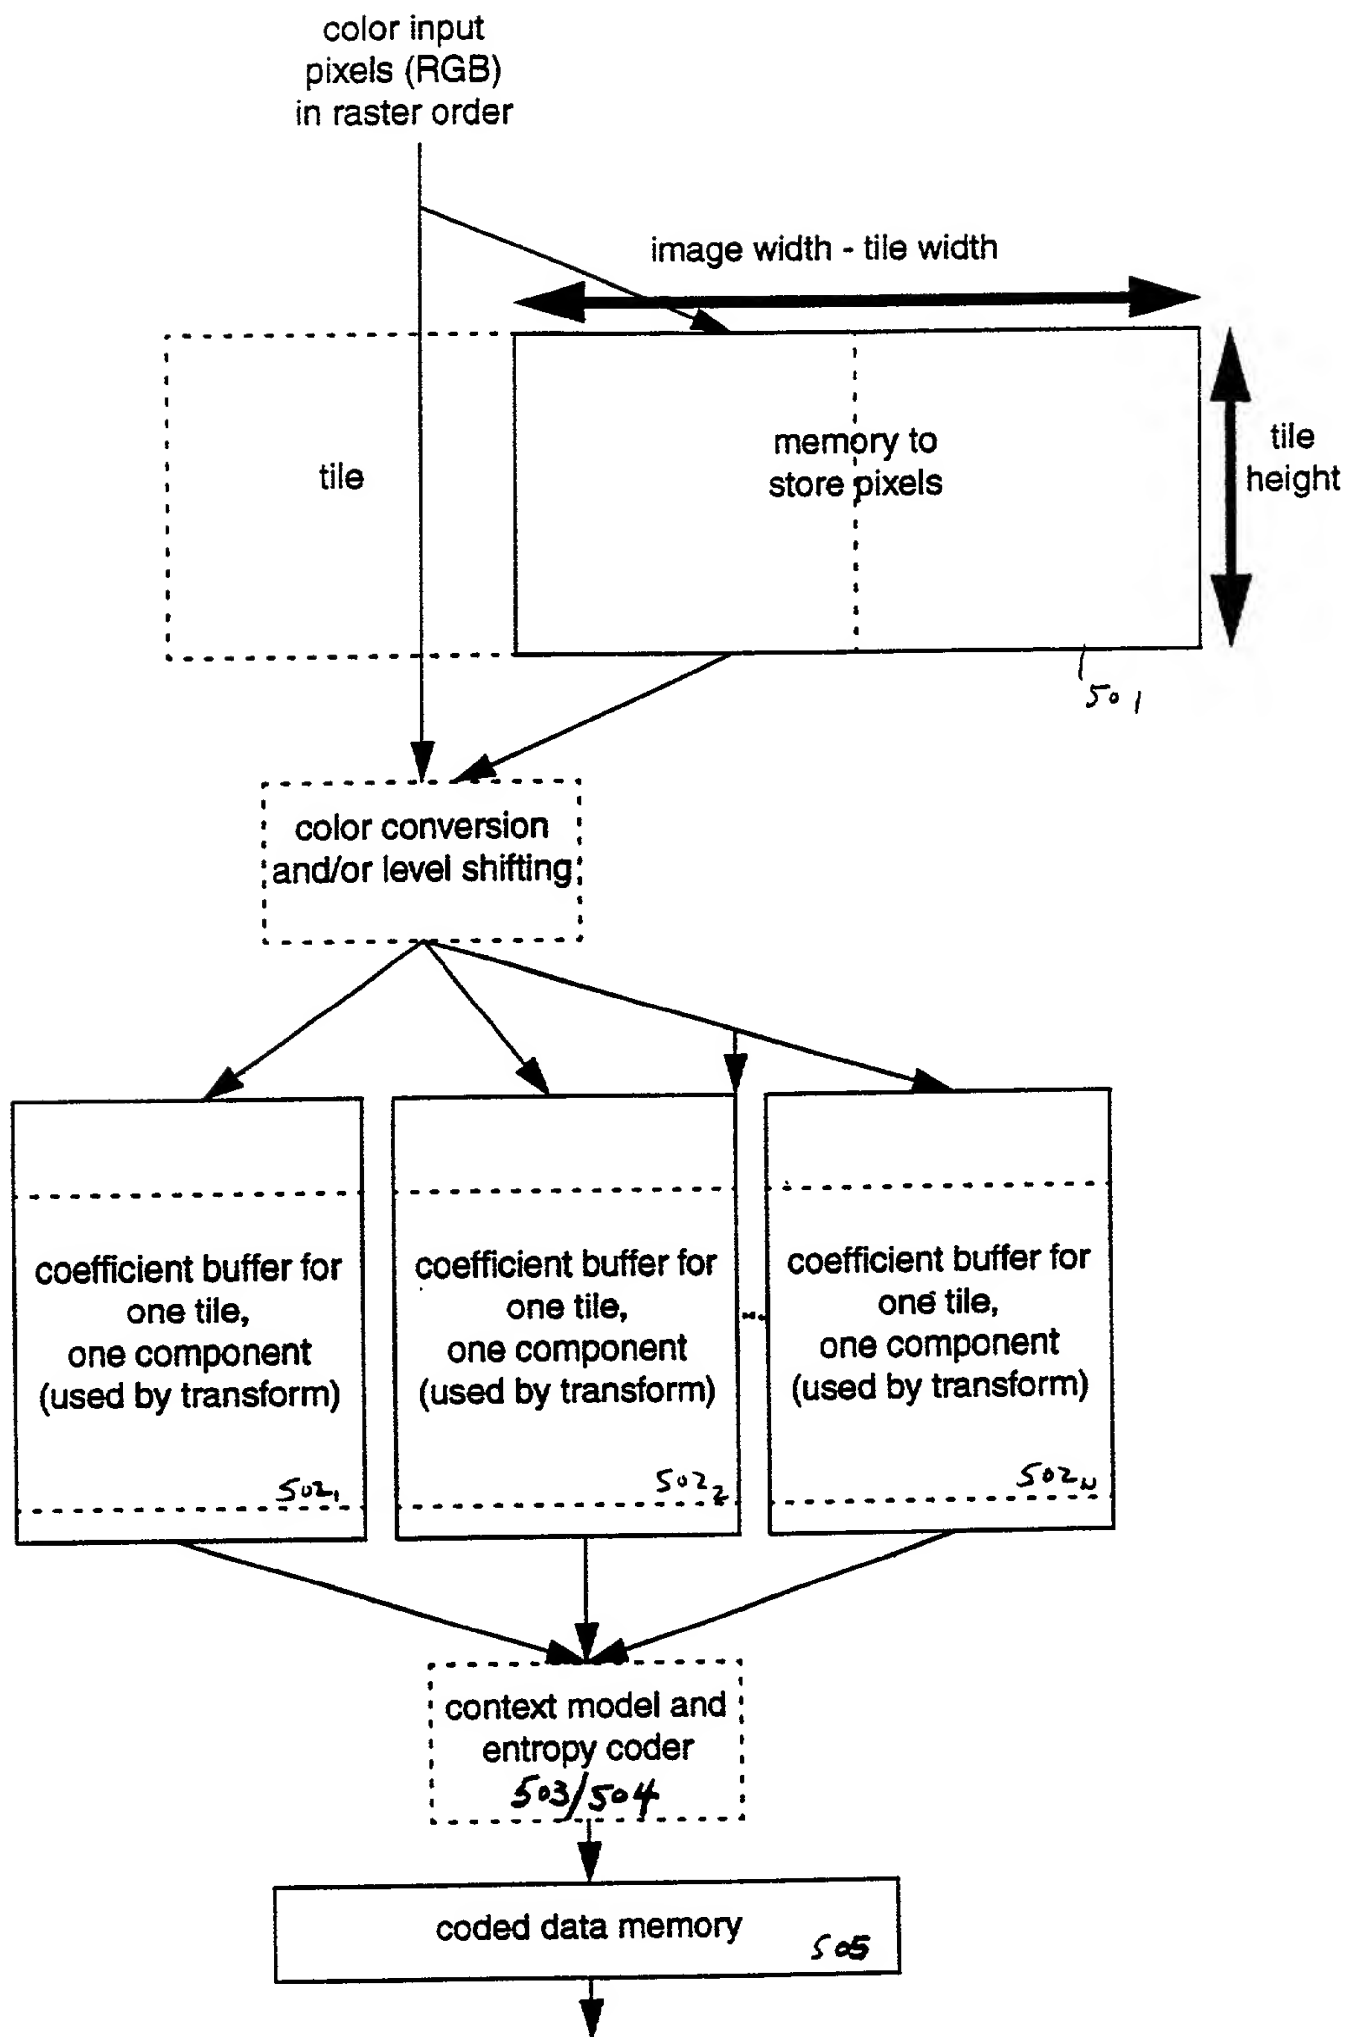 color input
pixels (RGB)
in raster order
image width - tile width
tile
memory to
store pixels
tile
height
501
color conversion
and/or level shifting
coefficient buffer for
one tile,
one component
(used by transform)
502₁
coefficient buffer for
one tile,
one component
(used by transform)
502₂
...
coefficient buffer for
one tile,
one component
(used by transform)
502N
context model and
entropy coder
503/504
coded data memory
505